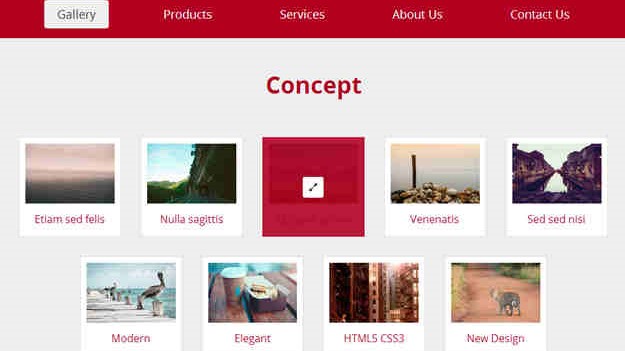 Gallery Products Services About Us Contact Us
Concept
Etiam sed felis Nulla sagittis Venenatis Sed sed nisi
Modern Elegant HTML5 CSS3 New Design